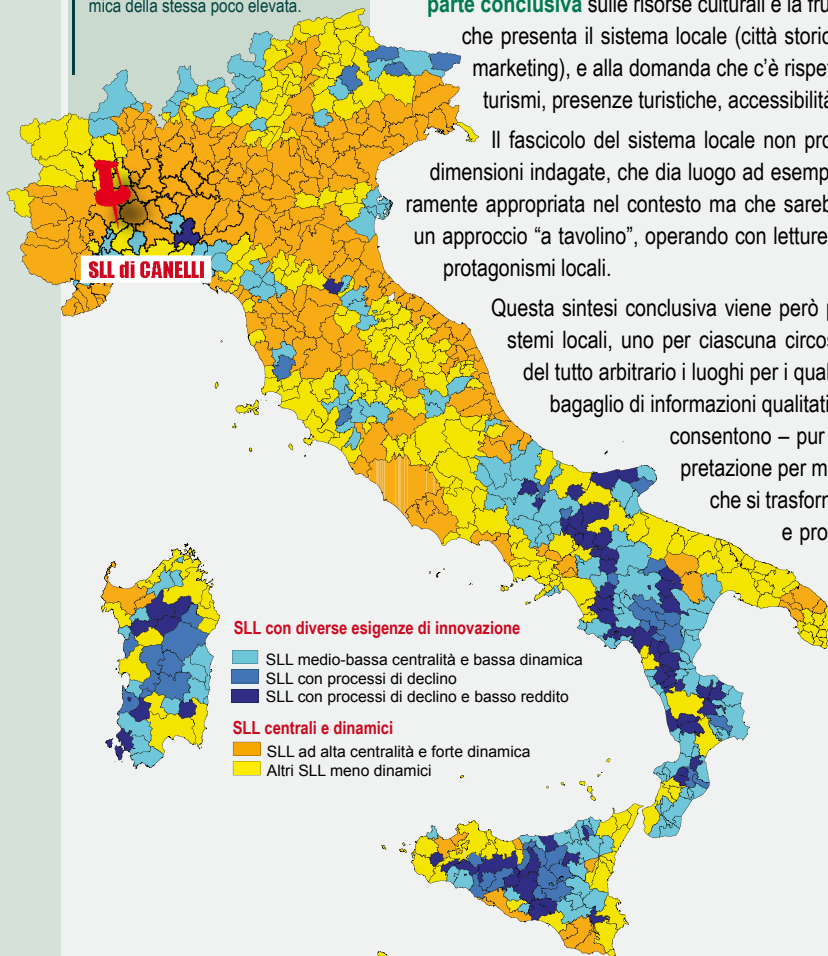 mica della stessa poco elevata.
parte conclusiva sulle risorse culturali e la fru
che presenta il sistema locale (città storic
marketing), e alla domanda che c'è rispe
turismi, presenze turistiche, accessibilità
Il fascicolo del sistema locale non pro
dimensioni indagate, che dia luogo ad esemp
ramente appropriata nel contesto ma che sareb
un approccio “a tavolino”, operando con letture
protagonismi locali.
Questa sintesi conclusiva viene però p
stemi locali, uno per ciascuna circos
del tutto arbitrario i luoghi per i qual
bagaglio di informazioni qualitati
consentono – pur
pretazione per m
che si trasforn
e pro
SLL di CANELLI
SLL con diverse esigenze di innovazione
SLL medio-bassa centralità e bassa dinamica
SLL con processi di declino
SLL con processi di declino e basso reddito
SLL centrali e dinamici
SLL ad alta centralità e forte dinamica
Altri SLL meno dinamici